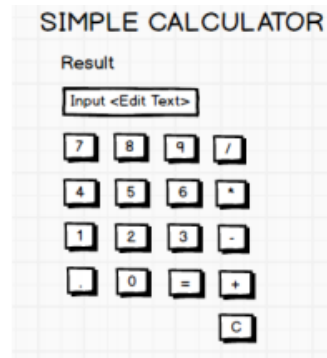 SIMPLE CALCULATOR
Result
Input <Edit Text>
7 8 9 /
4 5 6 *
1 2 3 -
. 0 = +
C